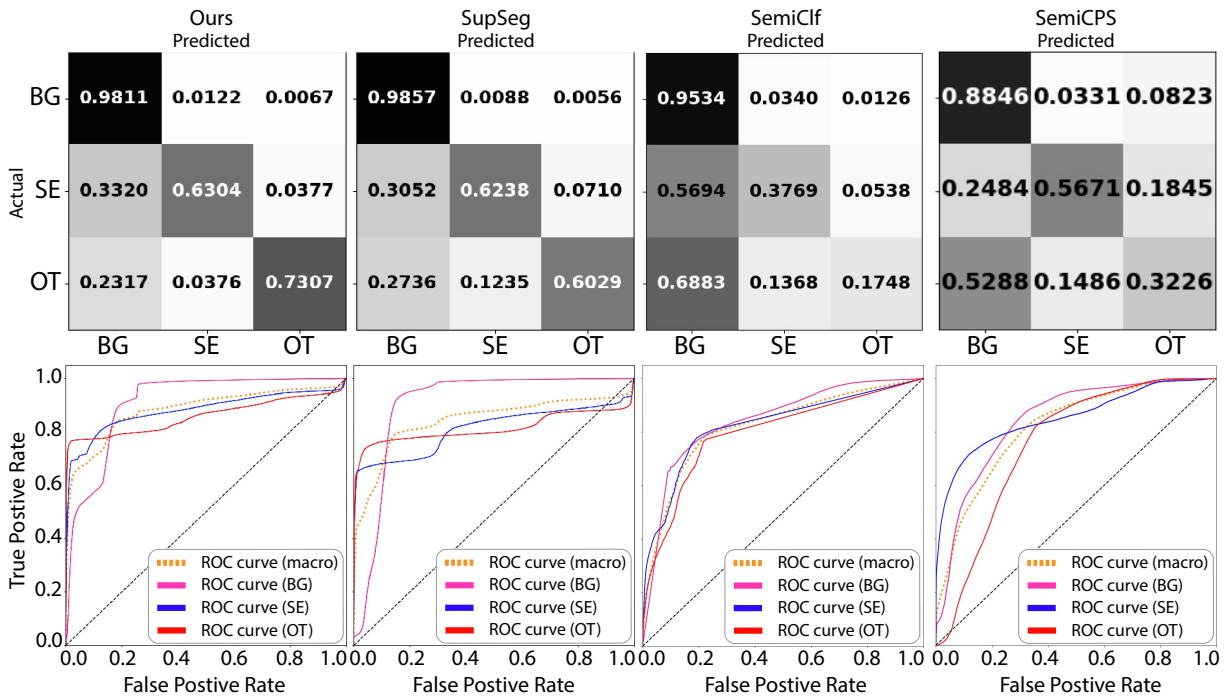 Ours
Predicted
SupSeg
Predicted
SemiClf
Predicted
SemiCPS
Predicted
Actual
BG
SE
OT
0.9811 0.0122 0.0067
0.3320 0.6304 0.0377
0.2317 0.0376 0.7307
BG SE OT
0.9857 0.0088 0.0056
0.3052 0.6238 0.0710
0.2736 0.1235 0.6029
BG SE OT
0.9534 0.0340 0.0126
0.5694 0.3769 0.0538
0.6883 0.1368 0.1748
BG SE OT
0.8846 0.0331 0.0823
0.2484 0.5671 0.1845
0.5288 0.1486 0.3226
BG SE OT
True Postive Rate
1.0
0.8
0.6
0.4
0.2
0.0
ROC curve (macro)
ROC curve (BG)
ROC curve (SE)
ROC curve (OT)
0.0 0.2 0.4 0.6 0.8 1.0
False Postive Rate
ROC curve (macro)
ROC curve (BG)
ROC curve (SE)
ROC curve (OT)
0.0 0.2 0.4 0.6 0.8 1.0
False Postive Rate
ROC curve (macro)
ROC curve (BG)
ROC curve (SE)
ROC curve (OT)
0.0 0.2 0.4 0.6 0.8 1.0
False Postive Rate
ROC curve (macro)
ROC curve (BG)
ROC curve (SE)
ROC curve (OT)
0.0 0.2 0.4 0.6 0.8 1.0
False Postive Rate